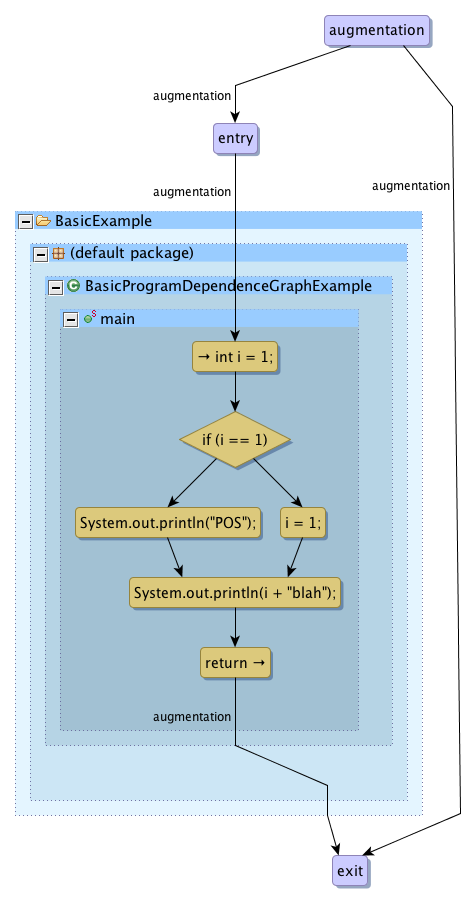 augmentation
augmentation
entry
augmentation
augmentation
BasicExample
(default package)
BasicProgramDependenceGraphExample
S main
→ int i = 1;
if (i == 1)
System.out.println("POS");
i = 1;
System.out.println(i + "blah");
return →
augmentation
exit